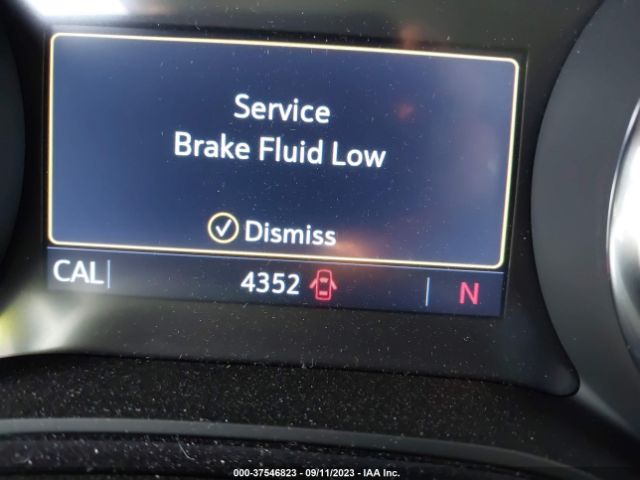 Service
Brake Fluid Low
Dismiss
CAL 4352 N
000-37546823 - 09/11/2023 - IAA Inc.